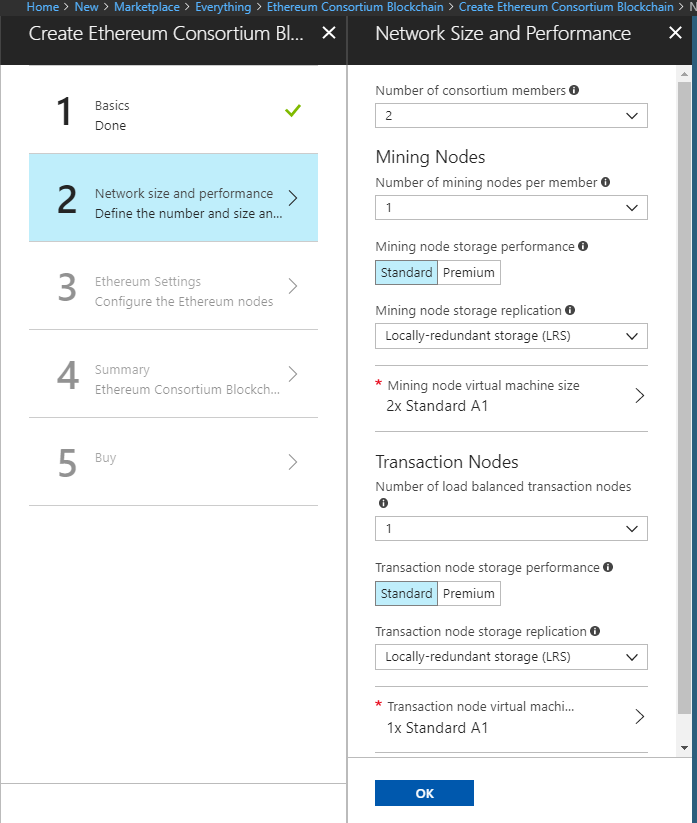 Home > New > Marketplace > Everything > Ethereum Consortium Blockchain > Create Ethereum Consortium Blockchain > N
Create Ethereum Consortium Bl...
1
Basics
Done
2
Network size and performance
Define the number and size an...
3
Ethereum Settings
Configure the Ethereum nodes
4
Summary
Ethereum Consortium Blockch...
5
Buy
Network Size and Performance
Number of consortium members
2
Mining Nodes
Number of mining nodes per member
1
Mining node storage performance
Standard Premium
Mining node storage replication
Locally-redundant storage (LRS)
* Mining node virtual machine size
2x Standard A1
Transaction Nodes
Number of load balanced transaction nodes
1
Transaction node storage performance
Standard Premium
Transaction node storage replication
Locally-redundant storage (LRS)
* Transaction node virtual machi...
1x Standard A1
OK